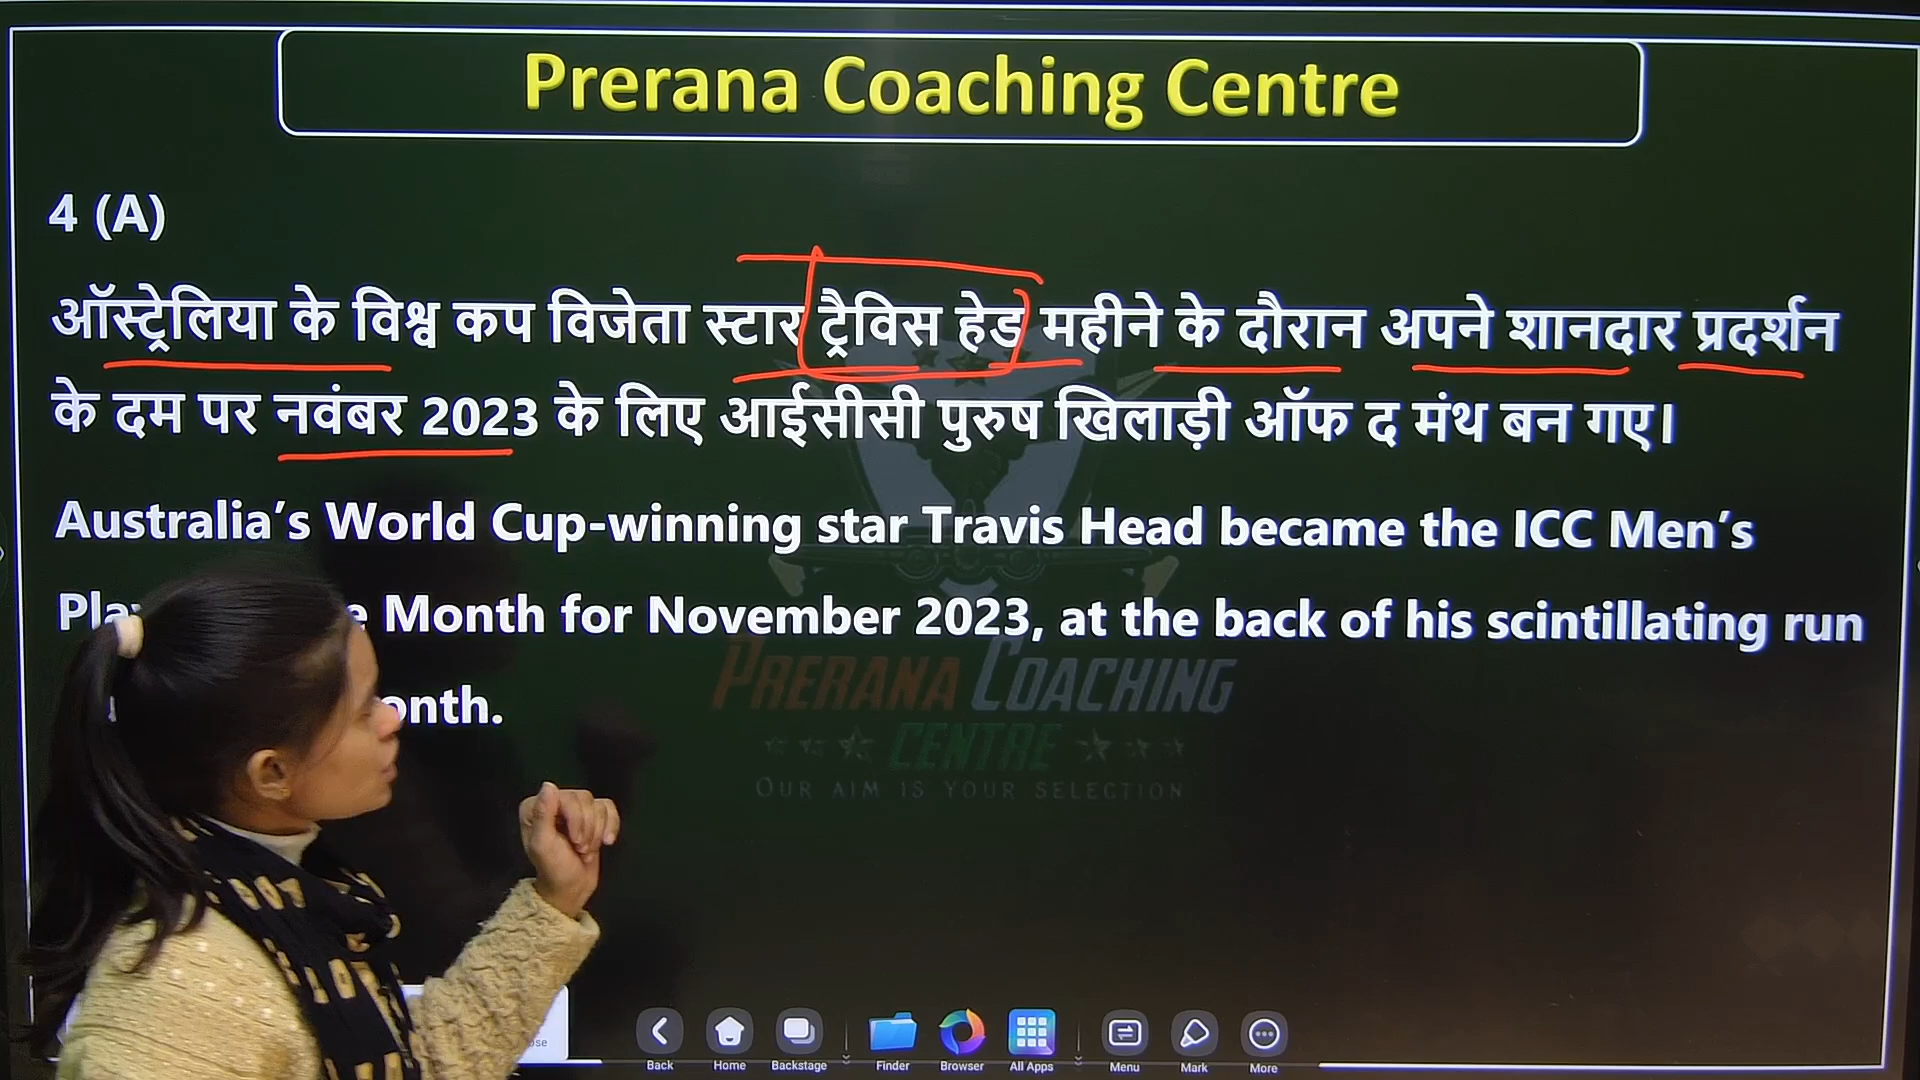 Prerana Coaching Centre
4 (A)
ऑस्ट्रेलिया के विश्व कप विजेता स्टार ट्रैविस हेड महीने के दौरान अपने शानदार प्रदर्शन
के दम पर नवंबर 2023 के लिए आईसीसी पुरुष खिलाड़ी ऑफ द मंथ बन गए।
Australia’s World Cup-winning star Travis Head became the ICC Men’s
Month for November 2023, at the back of his scintillating run
PRERANA COACHING
CENTRE
OUR AIM IS YOUR SELECTION
Back Home Backstage Finder Browser All Apps Menu Mark More